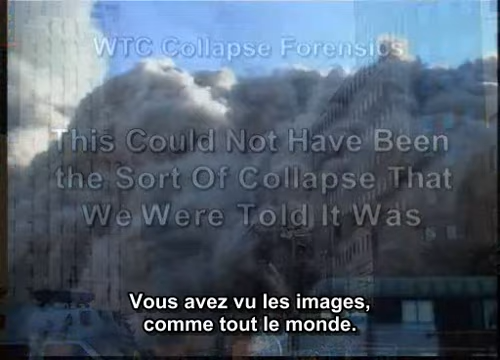 WTC Collapse Forensics
This Could Not Have Been
the Sort Of Collapse That
We Were Told It Was
Vous avez vu les images,
comme tout le monde.